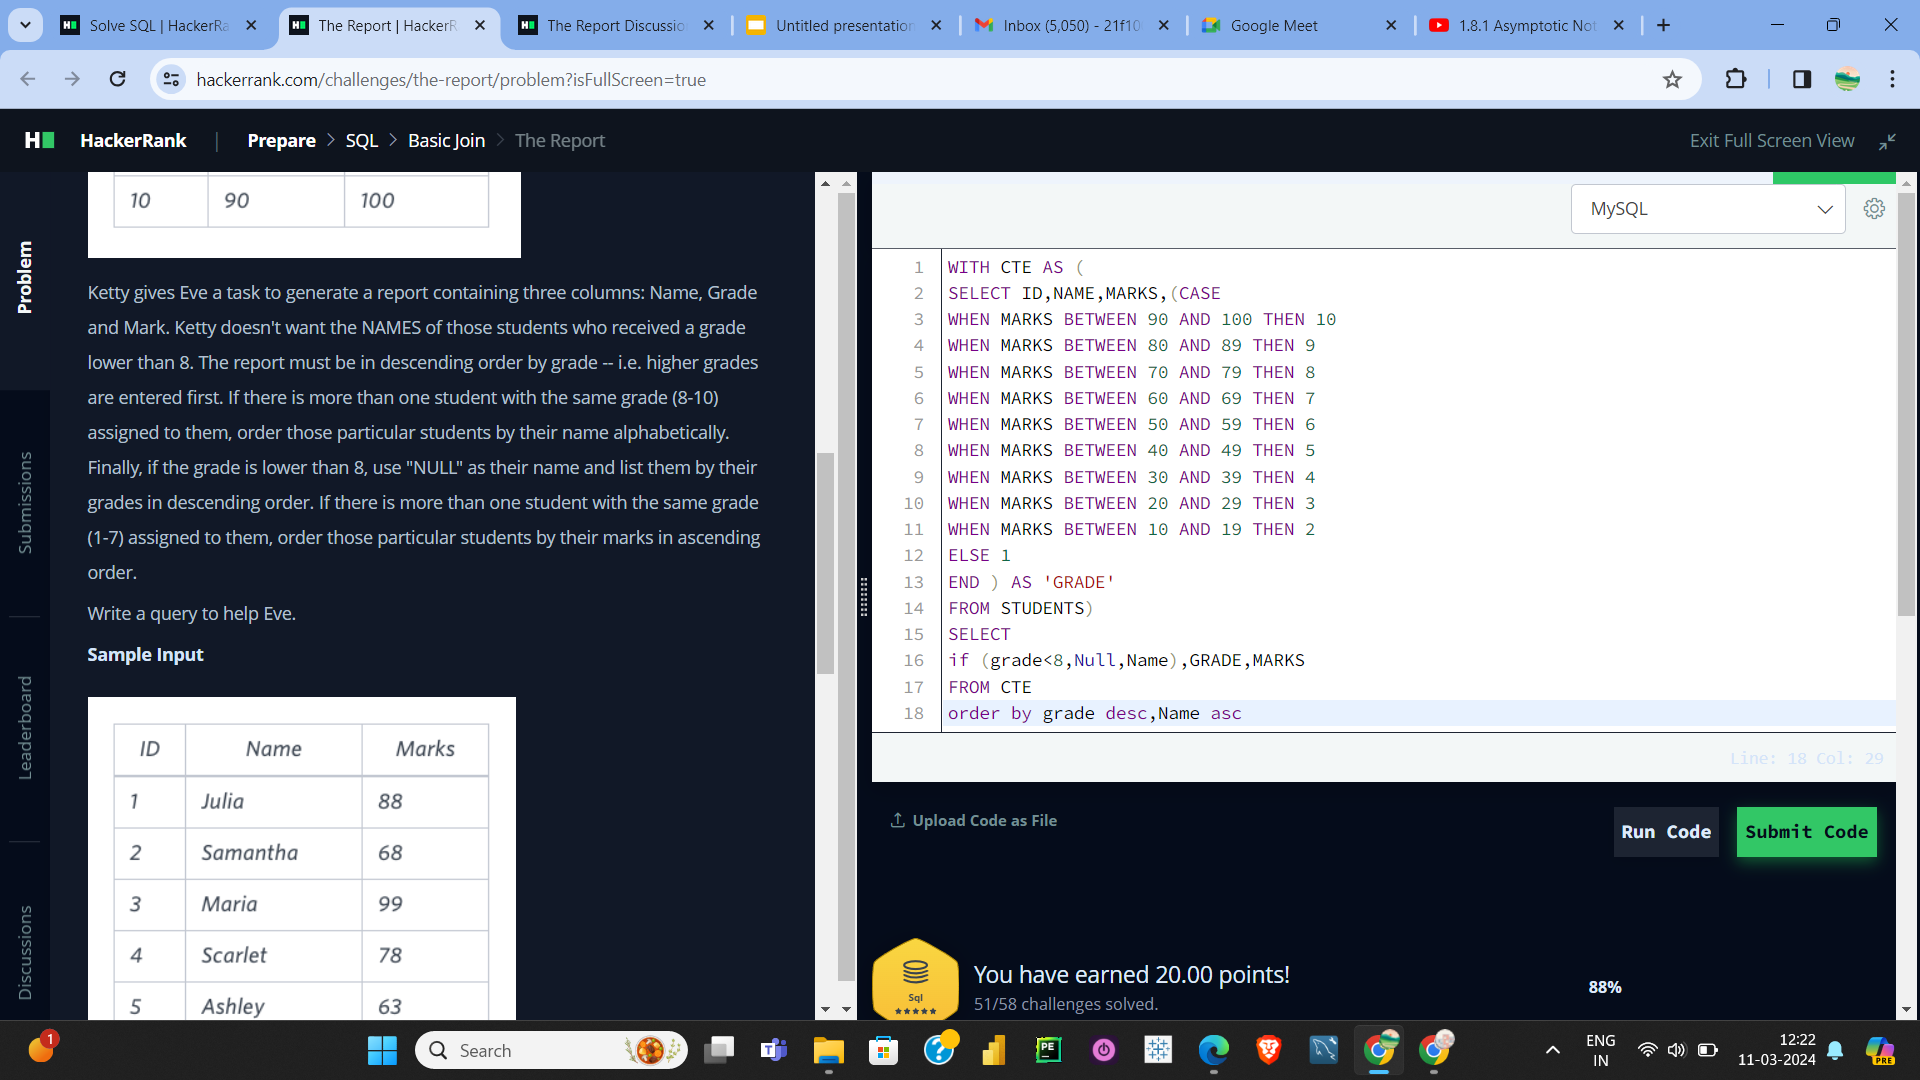 Solve SQL | HackerRa
The Report | HackerR
The Report Discussio
Untitled presentation
Inbox (5,050) - 21f10
Google Meet
1.8.1 Asymptotic Not
hackerrank.com/challenges/the-report/problem?isFullScreen=true
H HackerRank | Prepare > SQL > Basic Join > The Report
Exit Full Screen View
Problem
Submissions
Leaderboard
Discussions
10 90 100
Ketty gives Eve a task to generate a report containing three columns: Name, Grade
and Mark. Ketty doesn't want the NAMES of those students who received a grade
lower than 8. The report must be in descending order by grade -- i.e. higher grades
are entered first. If there is more than one student with the same grade (8-10)
assigned to them, order those particular students by their name alphabetically.
Finally, if the grade is lower than 8, use "NULL" as their name and list them by their
grades in descending order. If there is more than one student with the same grade
(1-7) assigned to them, order those particular students by their marks in ascending
order.
Write a query to help Eve.
Sample Input
ID Name Marks
1 Julia 88
2 Samantha 68
3 Maria 99
4 Scarlet 78
5 Ashley 63
MySQL
1 WITH CTE AS (
2 SELECT ID,NAME,MARKS,(CASE
3 WHEN MARKS BETWEEN 90 AND 100 THEN 10
4 WHEN MARKS BETWEEN 80 AND 89 THEN 9
5 WHEN MARKS BETWEEN 70 AND 79 THEN 8
6 WHEN MARKS BETWEEN 60 AND 69 THEN 7
7 WHEN MARKS BETWEEN 50 AND 59 THEN 6
8 WHEN MARKS BETWEEN 40 AND 49 THEN 5
9 WHEN MARKS BETWEEN 30 AND 39 THEN 4
10 WHEN MARKS BETWEEN 20 AND 29 THEN 3
11 WHEN MARKS BETWEEN 10 AND 19 THEN 2
12 ELSE 1
13 END ) AS 'GRADE'
14 FROM STUDENTS)
15 SELECT
16 if (grade<8,Null,Name),GRADE,MARKS
17 FROM CTE
18 order by grade desc,Name asc
Line: 18 Col: 29
Upload Code as File
Run Code
Submit Code
Sql
You have earned 20.00 points!
51/58 challenges solved.
88%
1
Search
PE
ENG
IN
12:22
11-03-2024
PRE